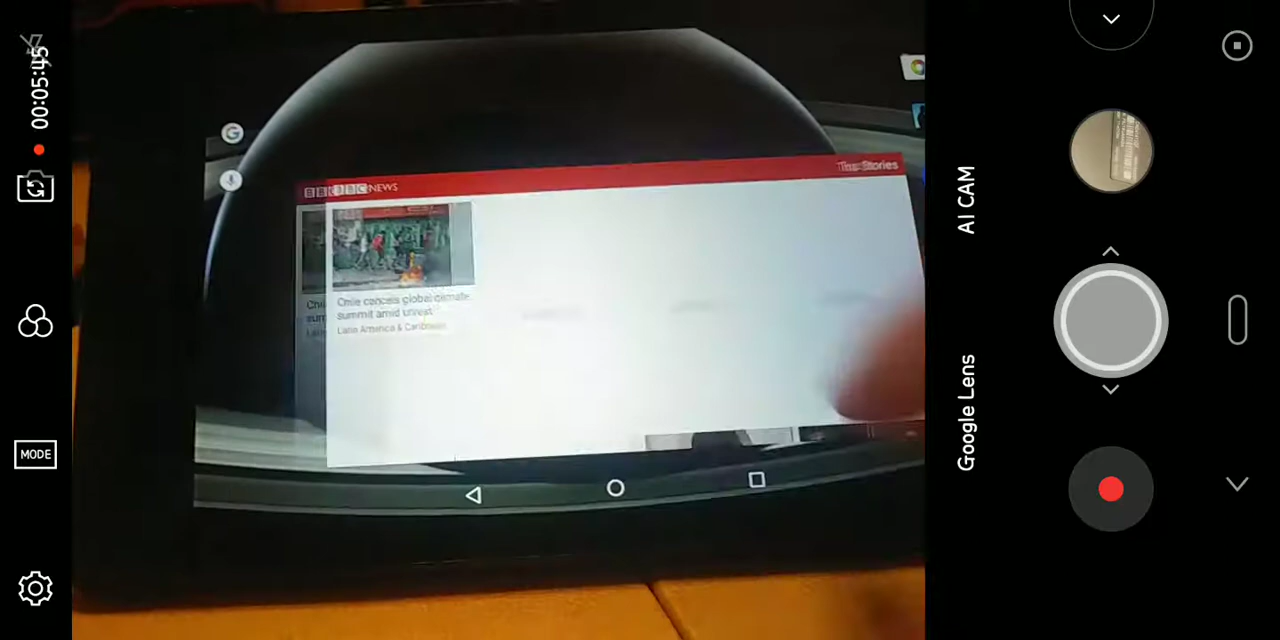 00:05:45
MODE
BBC NEWS
Top Stories
Chile cancels global climate
summit amid unrest
Latin America & Caribbean
AI CAM
Google Lens